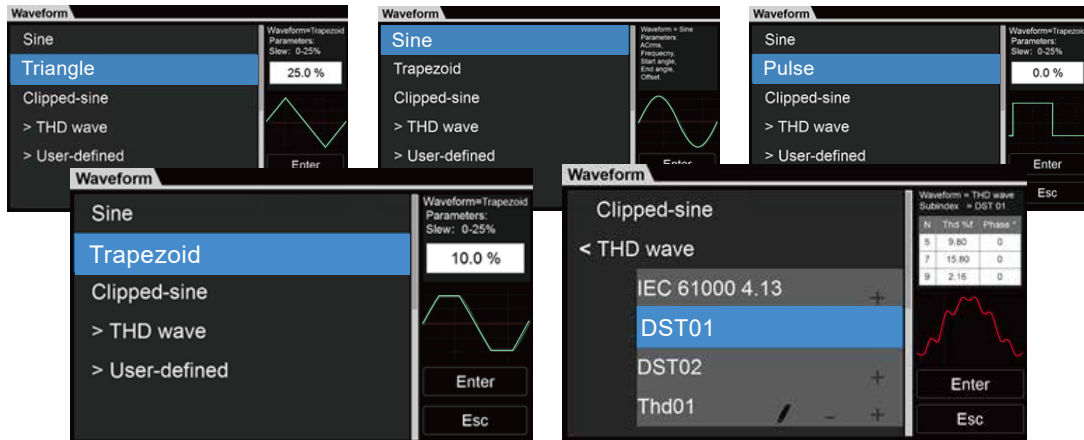 Waveform
Sine
Triangle
Clipped-sine
> THD wave
> User-defined
Waveform=Trapezoid
Parameters:
Slew: 0-25%
25.0 %
Enter
Waveform
Sine
Trapezoid
Clipped-sine
> THD wave
> User-defined
Waveform = Sine
Parameters:
ACrms,
Frequecny,
Start angle,
End angle,
Offset.
Enter
Waveform
Sine
Pulse
Clipped-sine
> THD wave
> User-defined
Waveform=Trapezoid
Parameters:
Slew: 0-25%
0.0 %
Enter
Esc
Waveform
Sine
Trapezoid
Clipped-sine
> THD wave
> User-defined
Waveform=Trapezoid
Parameters:
Slew: 0-25%
10.0 %
Enter
Esc
Waveform
Clipped-sine
< THD wave
IEC 61000 4.13 +
DST01
DST02 +
Thd01 / - +
Waveform = THD wave
Subindex = DST 01
N Thd %f Phase °
5 9.80 0
7 15.80 0
9 2.16 0
Enter
Esc